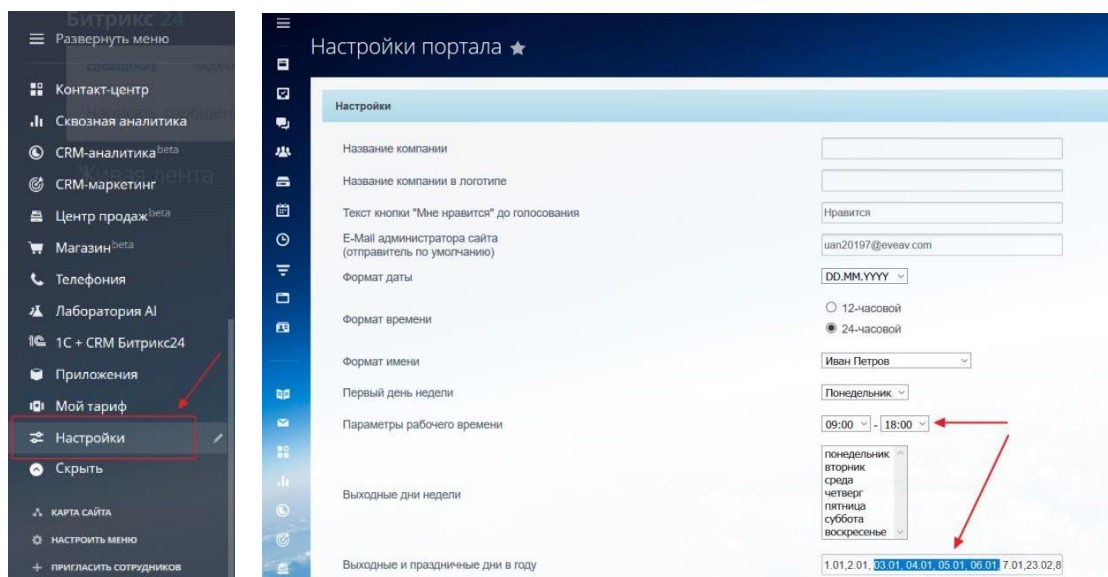 Битрикс 24
Развернуть меню
СООБЩЕНИЕ
Контакт-центр
Сквозная аналитика
CRM-аналитика beta
Живая лента
CRM-маркетинг
Центр продаж beta
Магазин beta
Телефония
Лаборатория AI
1С + CRM Битрикс24
Приложения
Мой тариф
Настройки
Скрыть
КАРТА САЙТА
НАСТРОИТЬ МЕНЮ
ПРИГЛАСИТЬ СОТРУДНИКОВ
Настройки портала
Настройки
Название компании
Название компании в логотипе
Текст кнопки "Мне нравится" до голосования Нравится
E-Mail администратора сайта
(отправитель по умолчанию) uan20197@eveav.com
Формат даты DD.MM.YYYY
Формат времени 12-часовой
24-часовой
Формат имени Иван Петров
Первый день недели Понедельник
Параметры рабочего времени 09:00 - 18:00
Выходные дни недели
понедельник
вторник
среда
четверг
пятница
суббота
воскресенье
Выходные и праздничные дни в году 1.01,2.01, 03.01, 04.01, 05.01, 06.01, 7.01,23.02,8